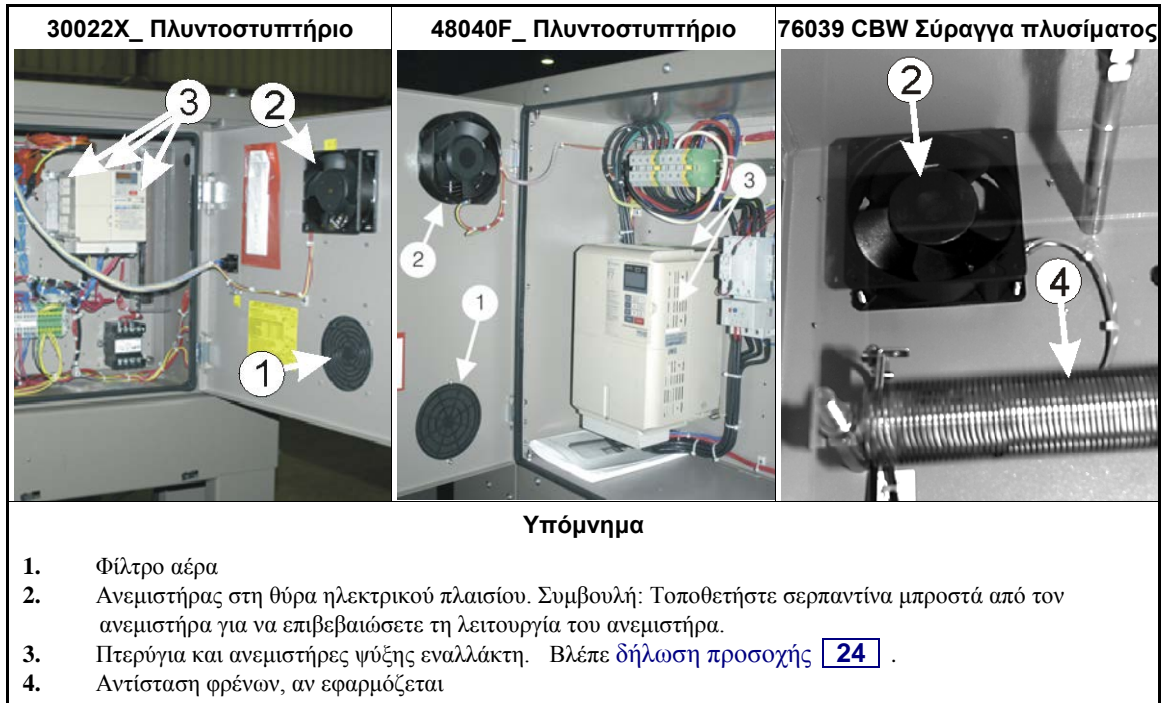 30022X_ Πλυντοστυπτήριο
48040F_ Πλυντοστυπτήριο
76039 CBW Σύραγγα πλυσίματος
3
2
1
2
1
3
2
4
Υπόμνημα
1. Φίλτρο αέρα
2. Ανεμιστήρας στη θύρα ηλεκτρικού πλαισίου. Συμβουλή: Τοποθετήστε σερπαντίνα μπροστά από τον
ανεμιστήρα για να επιβεβαιώσετε τη λειτουργία του ανεμιστήρα.
3. Πτερύγια και ανεμιστήρες ψύξης εναλλάκτη. Βλέπε δήλωση προσοχής 24 .
4. Αντίσταση φρένων, αν εφαρμόζεται